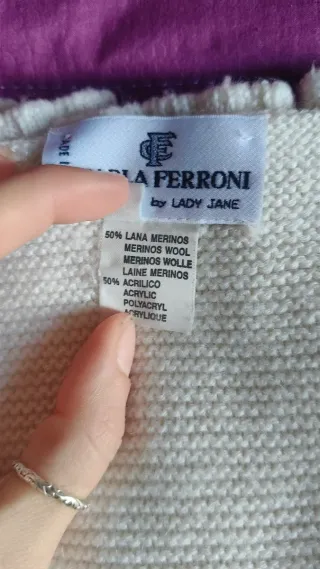 FERRONI
by LADY JANE
50% LANA MERINOS
MERINOS WOOL
MERINOS WOLLE
LAINE MERINOS
50% ACRILICO
ACRYLIC
POLYACRYL
ACRYLIQUE